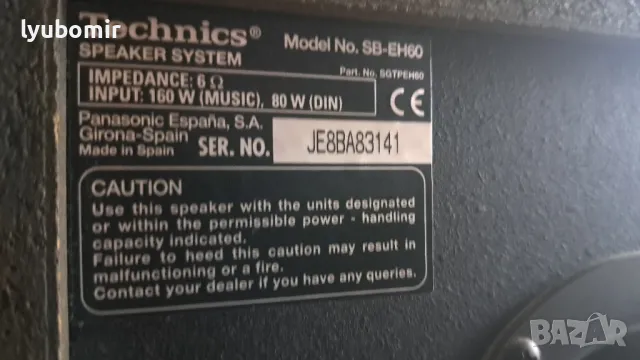 lyubomir
Technics®
SPEAKER SYSTEM
Model No. SB-EH60
Part. No. SGTPEH60
IMPEDANCE: 6 Ω
INPUT: 160 W (MUSIC), 80 W (DIN)
CE
Panasonic España, S.A.
Girona-Spain
Made in Spain
SER. NO.
JE8BA83141
CAUTION
Use this speaker with the units designated
or within the permissible power - handling
capacity indicated.
Failure to heed this caution may result in
malfunctioning or a fire.
Contact your dealer if you have any queries.
BAZAR
bg